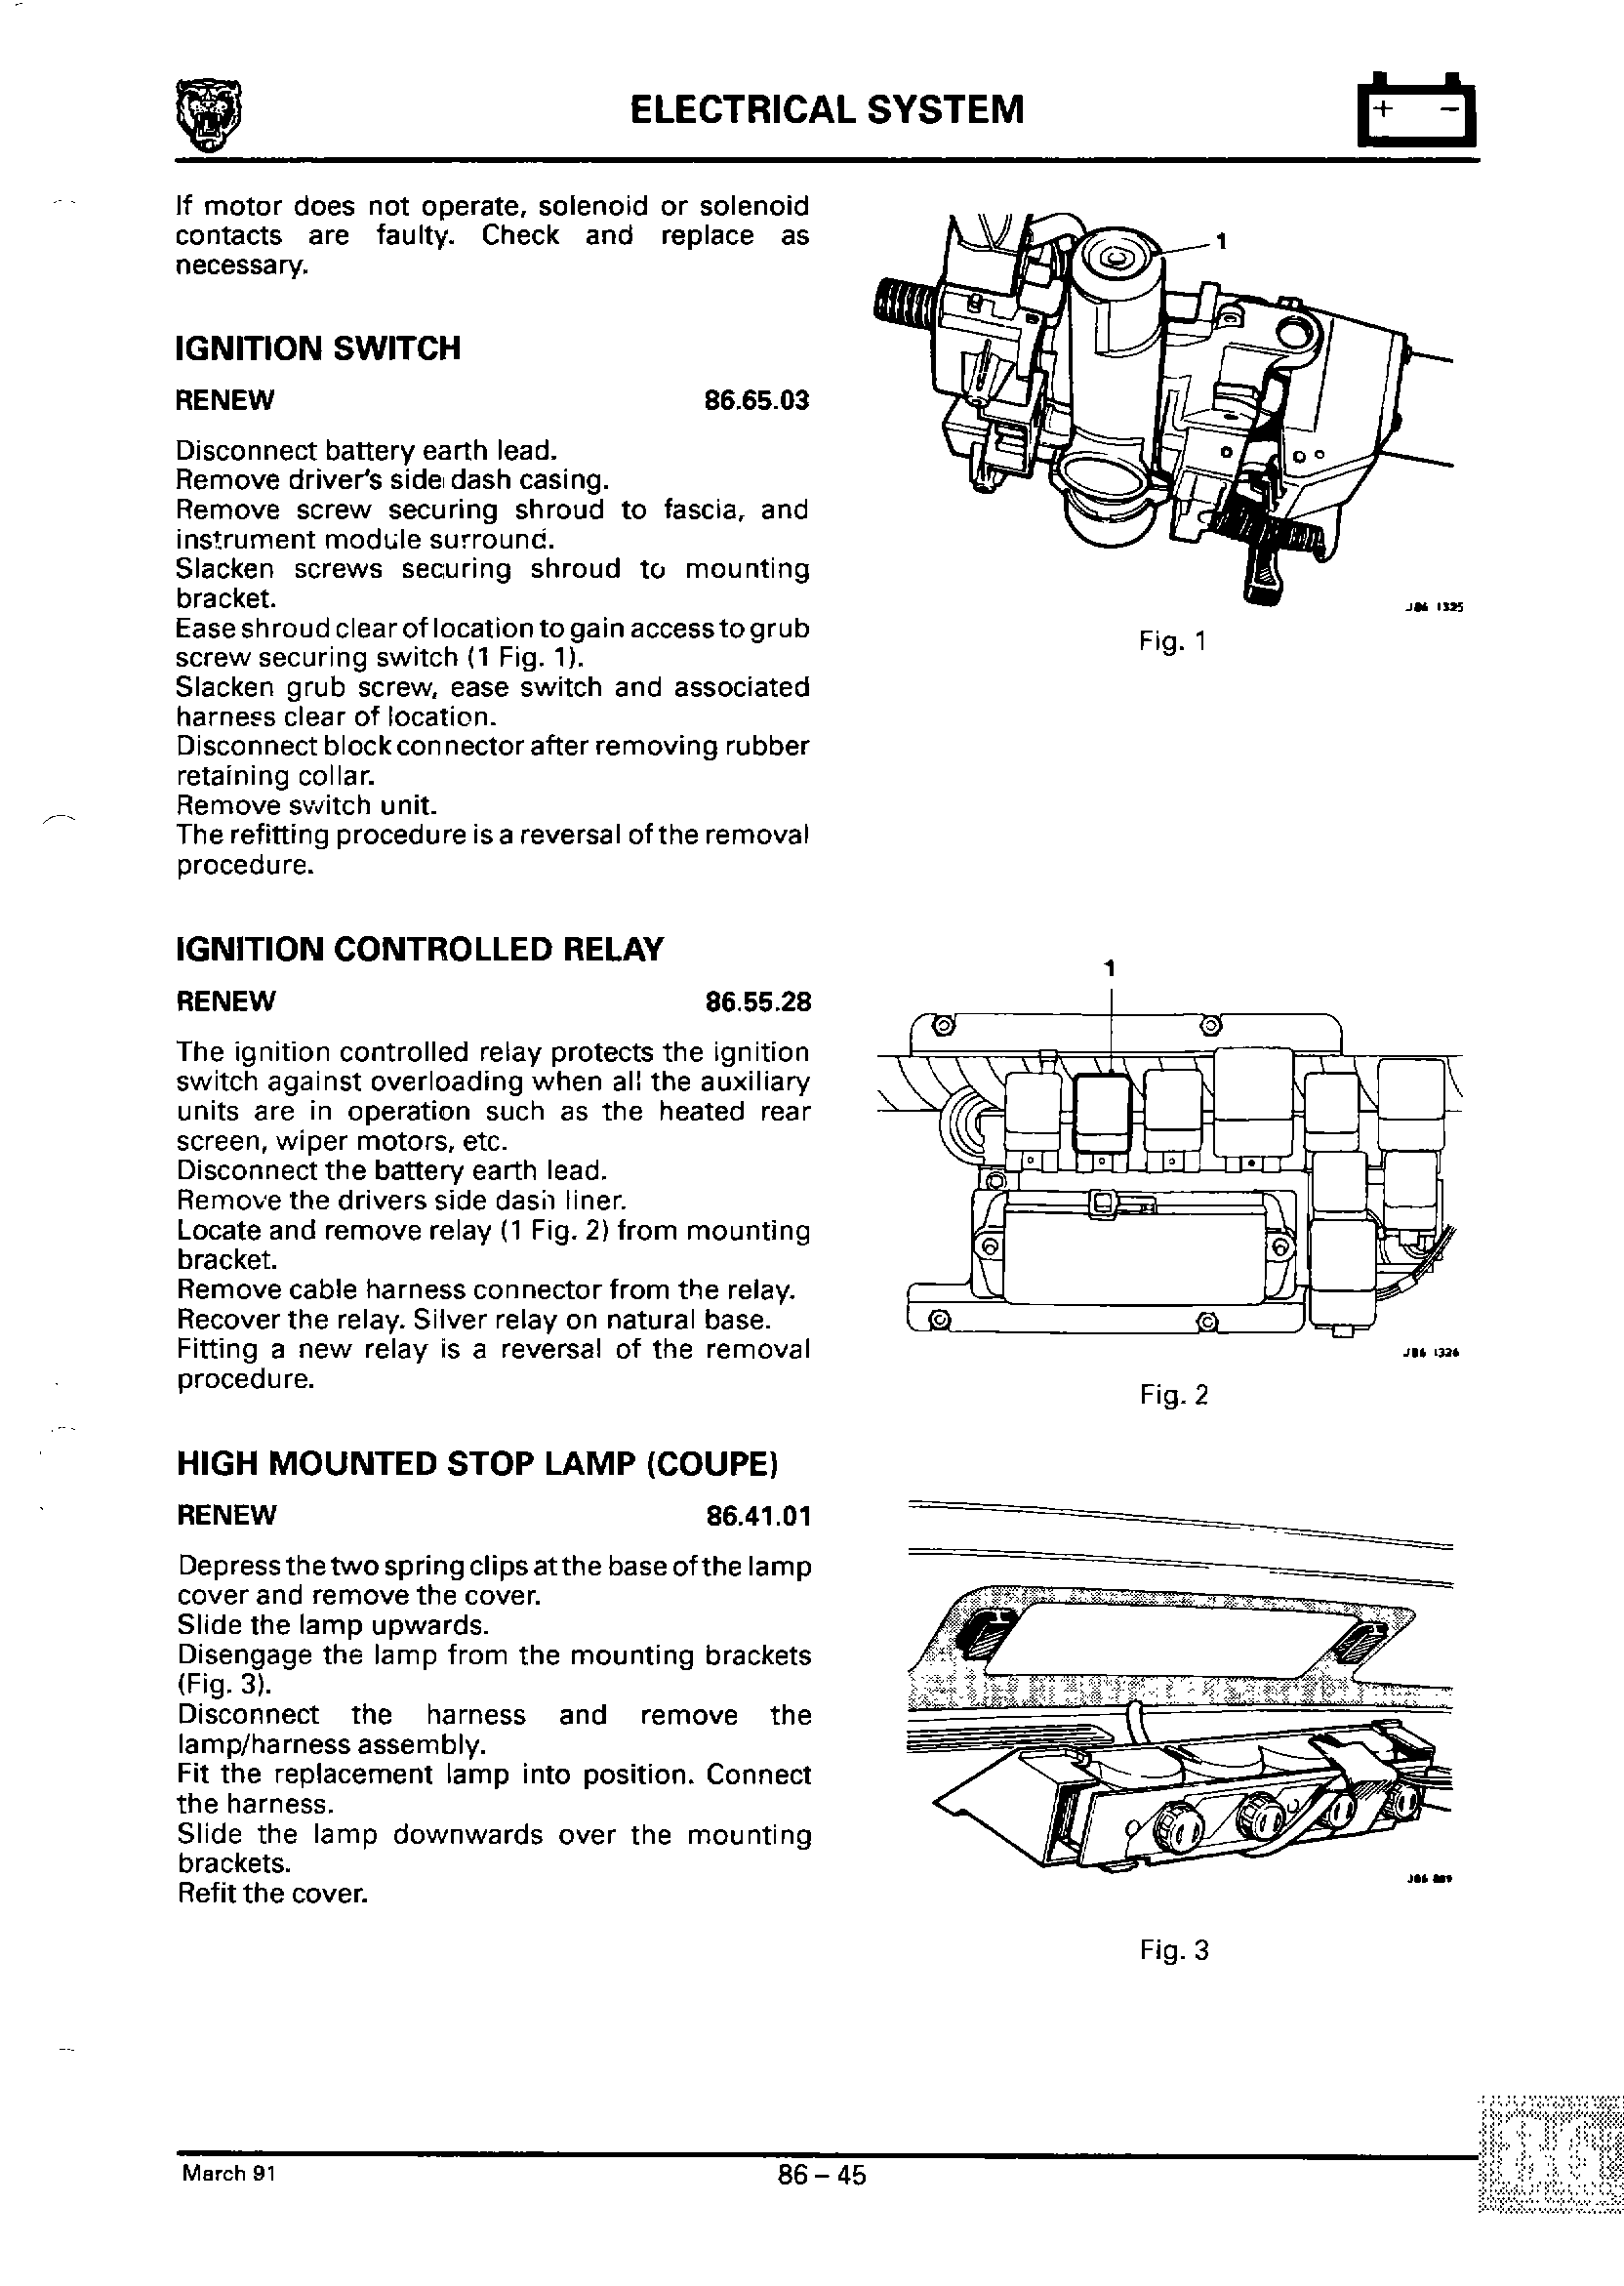 ELECTRICAL SYSTEM
+ −
If motor does not operate, solenoid or solenoid
contacts are faulty. Check and replace as
necessary.
IGNITION SWITCH
RENEW 86.65.03
Disconnect battery earth lead.
Remove driver's side dash casing.
Remove screw securing shroud to fascia, and
instrument module surround.
Slacken screws securing shroud to mounting
bracket.
Ease shroud clear of location to gain access to grub
screw securing switch (1 Fig. 1).
Slacken grub screw, ease switch and associated
harness clear of location.
Disconnect block connector after removing rubber
retaining collar.
Remove switch unit.
The refitting procedure is a reversal of the removal
procedure.
1
J86 1325
Fig. 1
IGNITION CONTROLLED RELAY
RENEW 86.55.28
The ignition controlled relay protects the ignition
switch against overloading when all the auxiliary
units are in operation such as the heated rear
screen, wiper motors, etc.
Disconnect the battery earth lead.
Remove the drivers side dash liner.
Locate and remove relay (1 Fig. 2) from mounting
bracket.
Remove cable harness connector from the relay.
Recover the relay. Silver relay on natural base.
Fitting a new relay is a reversal of the removal
procedure.
1
J86 1326
Fig. 2
HIGH MOUNTED STOP LAMP (COUPE)
RENEW 86.41.01
Depress the two spring clips at the base of the lamp
cover and remove the cover.
Slide the lamp upwards.
Disengage the lamp from the mounting brackets
(Fig. 3).
Disconnect the harness and remove the
lamp/harness assembly.
Fit the replacement lamp into position. Connect
the harness.
Slide the lamp downwards over the mounting
brackets.
Refit the cover.
J86
Fig. 3
March 91
86 – 45
86